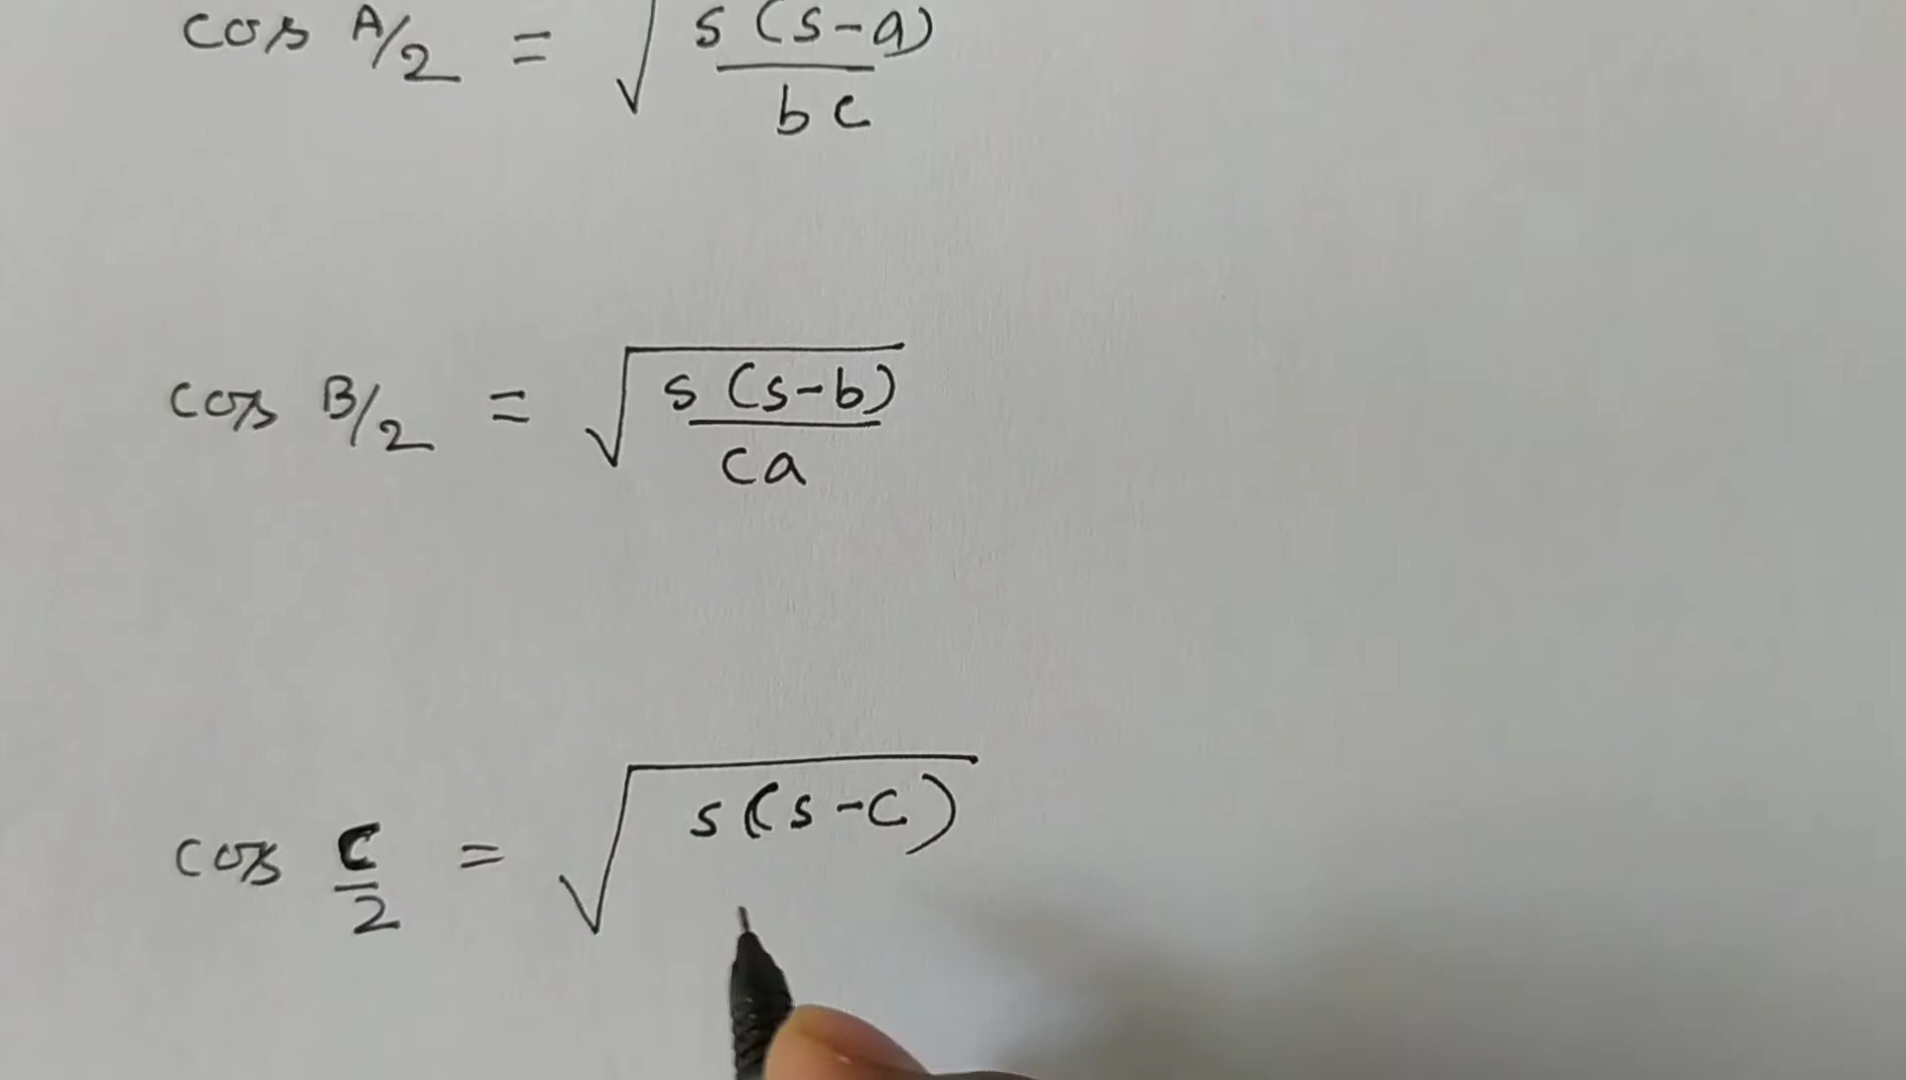 cos A/2 = √ s (s-a) / bc
cos B/2 = √ s (s-b) / ca
cos C/2 = √ s(s-c)